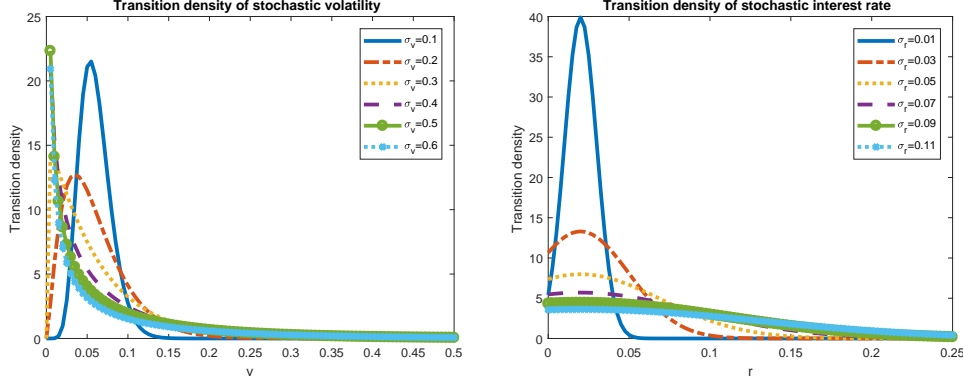 Transition density of stochastic volatility
25
20
15
10
5
0
Transition density
0 0.05 0.1 0.15 0.2 0.25 0.3 0.35 0.4 0.45 0.5
v
σv=0.1
σv=0.2
σv=0.3
σv=0.4
σv=0.5
σv=0.6
Transition density of stochastic interest rate
40
35
30
25
20
15
10
5
0
Transition density
0 0.05 0.1 0.15 0.2 0.25
r
σr=0.01
σr=0.03
σr=0.05
σr=0.07
σr=0.09
σr=0.11